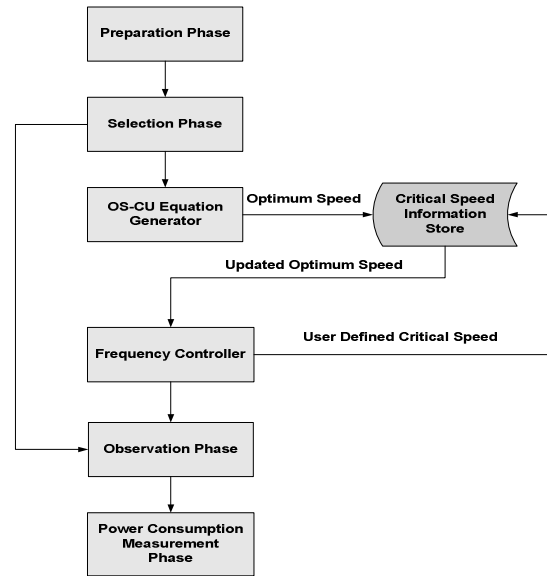 Preparation Phase
Selection Phase
OS-CU Equation
Generator
Optimum Speed
Critical Speed
Information
Store
Updated Optimum Speed
Frequency Controller
User Defined Critical Speed
Observation Phase
Power Consumption
Measurement
Phase